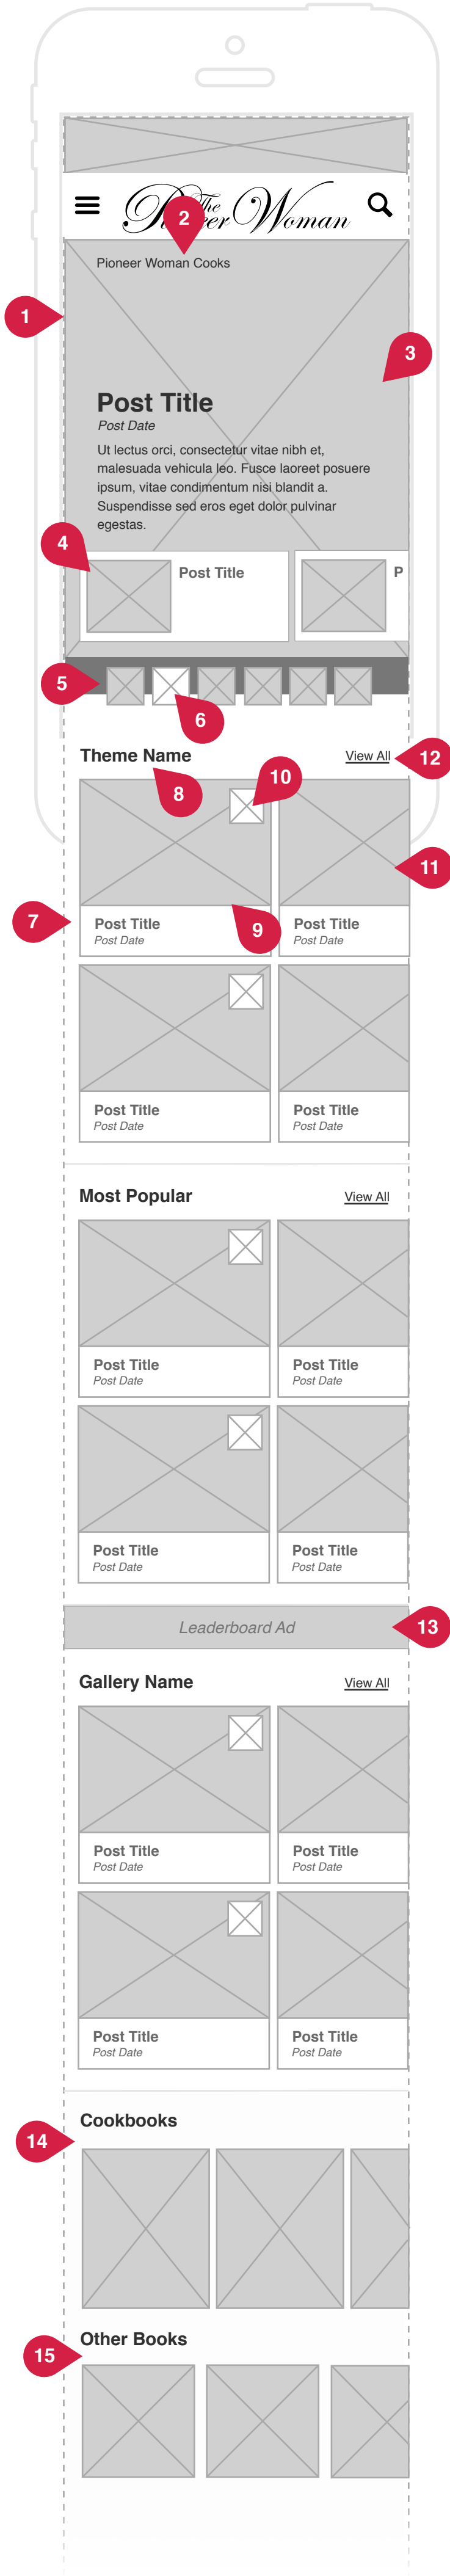 The
Pioneer Woman
2
Pioneer Woman Cooks
1
3
Post Title
Post Date
Ut lectus orci, consectetur vitae nibh et,
malesuada vehicula leo. Fusce laoreet posuere
ipsum, vitae condimentum nisi blandit a.
Suspendisse sed eros eget dolor pulvinar
egestas.
4
Post Title
P
5
6
Theme Name
View All
12
8
10
11
7
Post Title
Post Date
9
Post Title
Post Date
Post Title
Post Date
Post Title
Post Date
Most Popular
View All
Post Title
Post Date
Post Title
Post Date
Post Title
Post Date
Post Title
Post Date
Leaderboard Ad
13
Gallery Name
View All
Post Title
Post Date
Post Title
Post Date
Post Title
Post Date
Post Title
Post Date
Cookbooks
14
Other Books
15